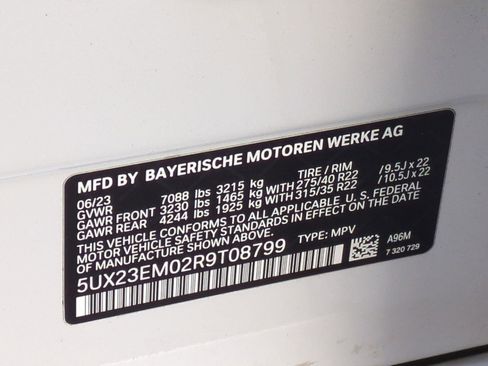 MFD BY BAYERISCHE MOTOREN WERKE AG
06/23 TIRE / RIM
GVWR 7088 lbs 3215 kg
GAWR FRONT 3230 lbs 1465 kg WITH 275/40 R22 / 9.5J x 22
GAWR REAR 4244 lbs 1925 kg WITH 315/35 R22 / 10.5J x 22
THIS VEHICLE CONFORMS TO ALL APPLICABLE U.S. FEDERAL
MOTOR VEHICLE SAFETY STANDARDS IN EFFECT ON THE DATE
OF MANUFACTURE SHOWN ABOVE.
5UX23EM02R9T08799 TYPE: MPV A96M
7 320 729